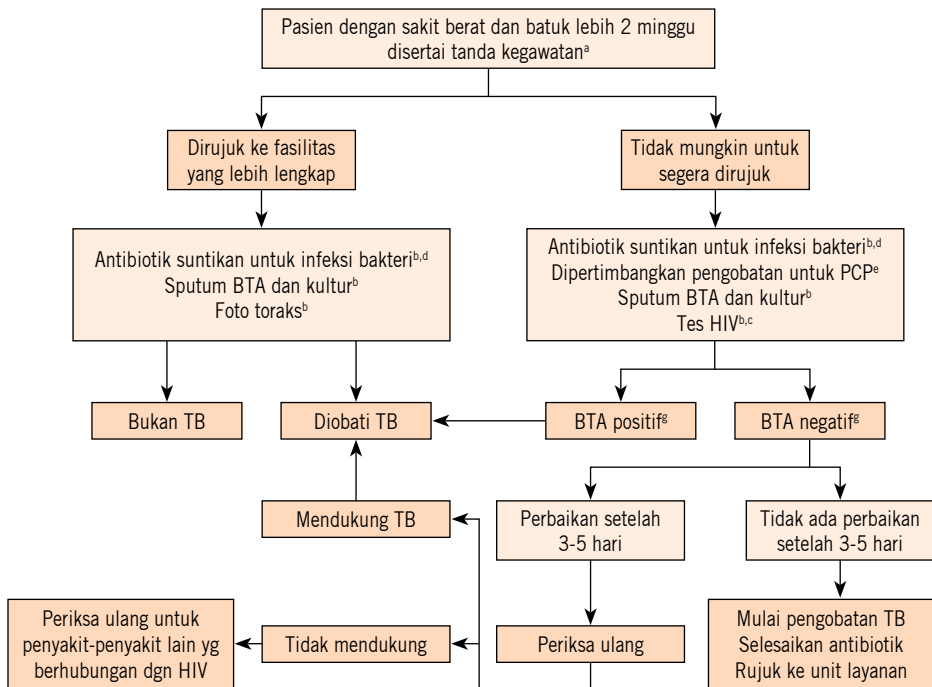 Pasien dengan sakit berat dan batuk lebih 2 minggu
disertai tanda kegawatanᵃ
Dirujuk ke fasilitas
yang lebih lengkap
Tidak mungkin untuk
segera dirujuk
Antibiotik suntikan untuk infeksi bakteriᵇ,ᵈ
Sputum BTA dan kulturᵇ
Foto toraksᵇ
Antibiotik suntikan untuk infeksi bakteriᵇ,ᵈ
Dipertimbangkan pengobatan untuk PCPᵉ
Sputum BTA dan kulturᵇ
Tes HIVᵇ,ᶜ
Bukan TB
Diobati TB
BTA positifᵍ
BTA negatifᵍ
Mendukung TB
Perbaikan setelah
3-5 hari
Tidak ada perbaikan
setelah 3-5 hari
Periksa ulang untuk
penyakit-penyakit lain yg
berhubungan dgn HIV
Tidak mendukung
Periksa ulang
Mulai pengobatan TB
Selesaikan antibiotik
Rujuk ke unit layanan